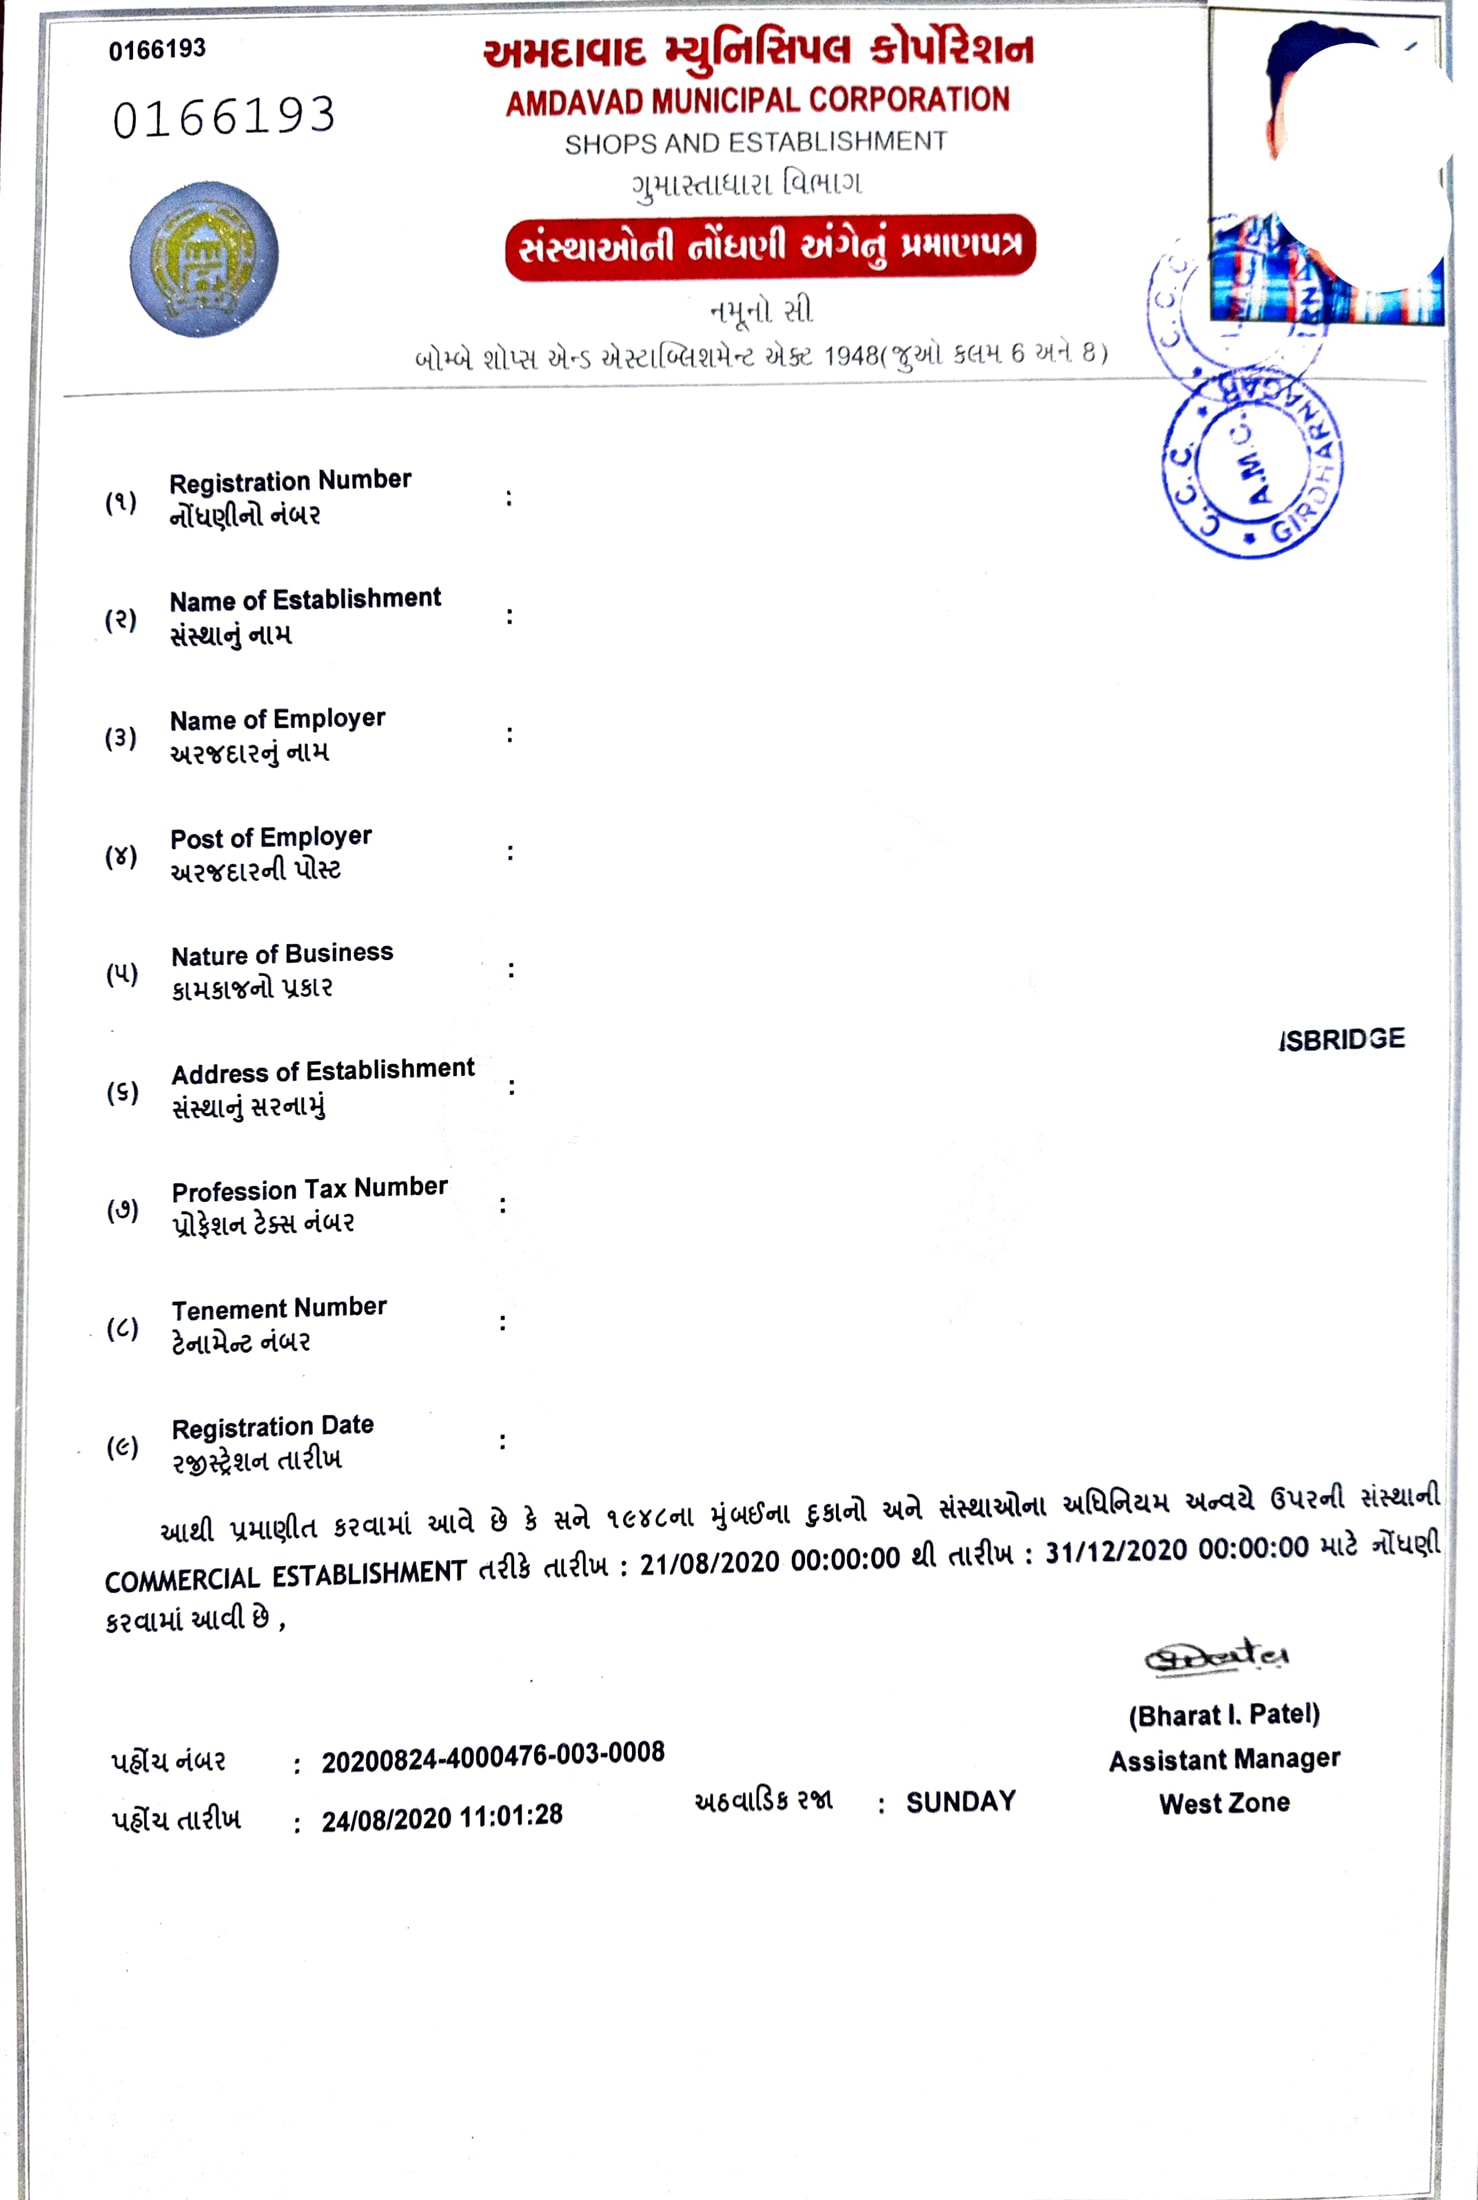 0166193
0166193
અમદાવાદ મ્યુનિસિપલ કોર્પોરેશન
AMDAVAD MUNICIPAL CORPORATION
SHOPS AND ESTABLISHMENT
ગુમાસ્તાધારા વિભાગ
સંસ્થાઓની નોંધણી અંગેનું પ્રમાણપત્ર
નમૂનો સી
બોમ્બે શોપ્સ એન્ડ એસ્ટાબ્લિશમેન્ટ એક્ટ 1948(જુઓ કલમ 6 અને 8)
C. C. C. * GIRDHARNAGAR *
A.M.C.
(૧) Registration Number :
નોંધણીનો નંબર
(૨) Name of Establishment :
સંસ્થાનું નામ
(૩) Name of Employer :
અરજદારનું નામ
(૪) Post of Employer :
અરજદારની પોસ્ટ
(૫) Nature of Business :
કામકાજનો પ્રકાર
ISBRIDGE
(૬) Address of Establishment :
સંસ્થાનું સરનામું
(૭) Profession Tax Number :
પ્રોફેશન ટેક્સ નંબર
(૮) Tenement Number :
ટેનામેન્ટ નંબર
(૯) Registration Date :
રજીસ્ટ્રેશન તારીખ
આથી પ્રમાણીત કરવામાં આવે છે કે સને ૧૯૪૮ના મુંબઈના દુકાનો અને સંસ્થાઓના અધિનિયમ અન્વયે ઉપરની સંસ્થાની
COMMERCIAL ESTABLISHMENT તરીકે તારીખ : 21/08/2020 00:00:00 થી તારીખ : 31/12/2020 00:00:00 માટે નોંધણી
કરવામાં આવી છે ,
(Bharat I. Patel)
Assistant Manager
West Zone
પહોંચ નંબર : 20200824-4000476-003-0008
પહોંચ તારીખ : 24/08/2020 11:01:28
અઠવાડિક રજા : SUNDAY